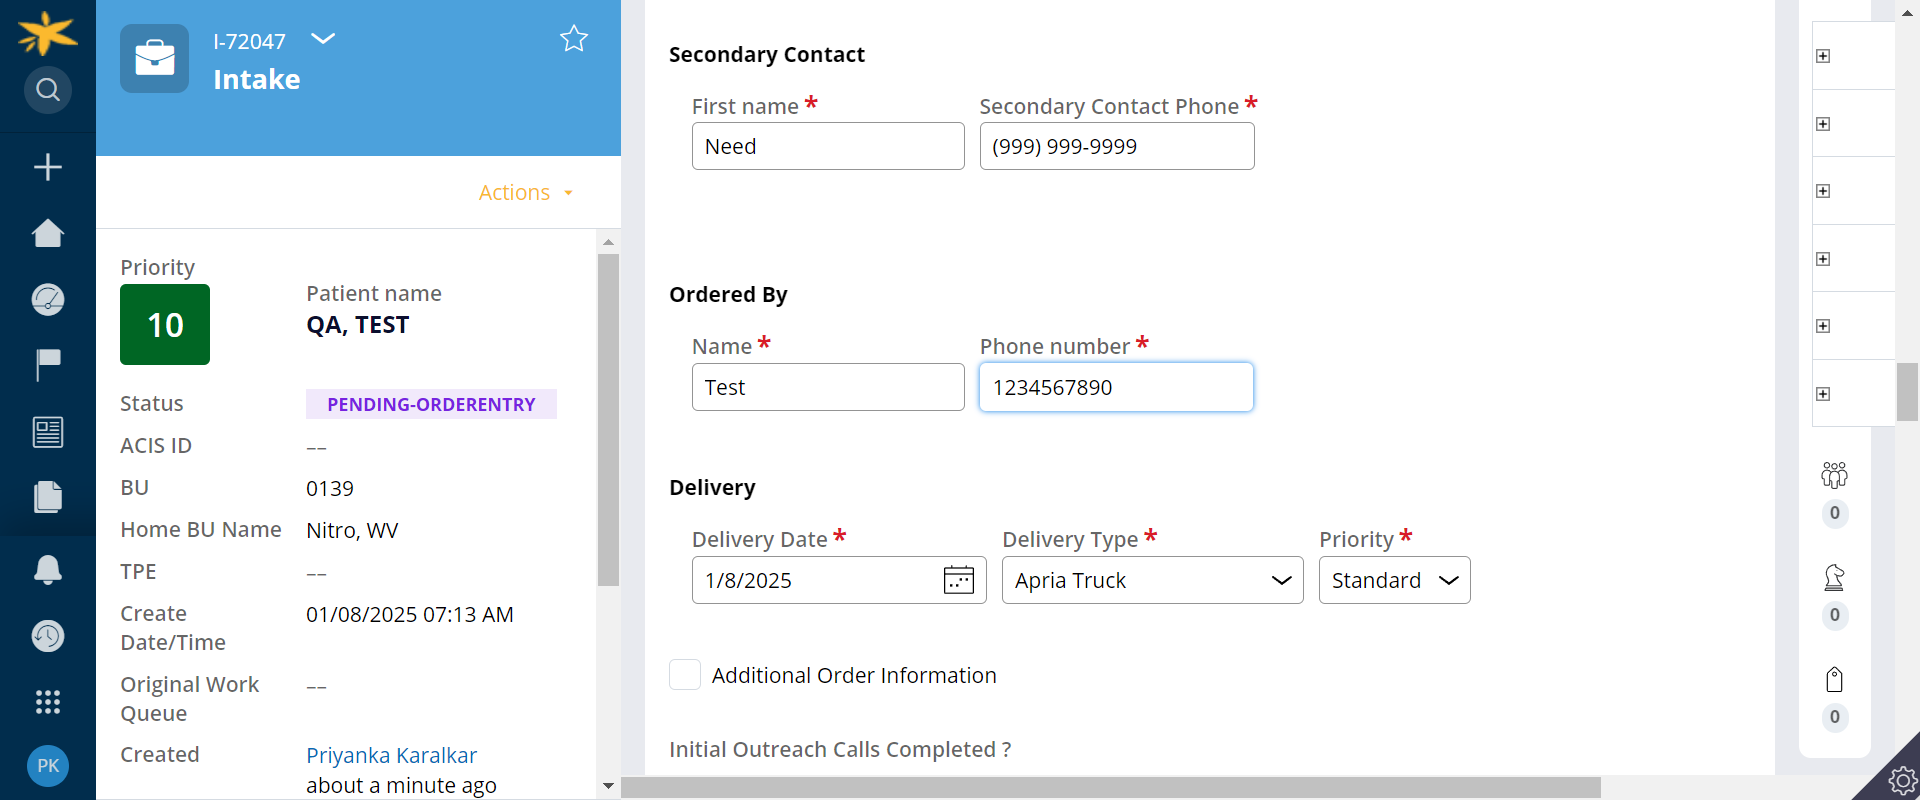 I-72047
Intake
Actions
Priority
10
Patient name
QA, TEST
Status PENDING-ORDERENTRY
ACIS ID ––
BU 0139
Home BU Name Nitro, WV
TPE ––
Create Date/Time 01/08/2025 07:13 AM
Original Work Queue ––
Created Priyanka Karalkar
about a minute ago
PK
Secondary Contact
First name * Secondary Contact Phone *
Need (999) 999-9999
Ordered By
Name * Phone number *
Test 1234567890
Delivery
Delivery Date * Delivery Type * Priority *
1/8/2025 Apria Truck Standard
Additional Order Information
Initial Outreach Calls Completed ?
0
0
0